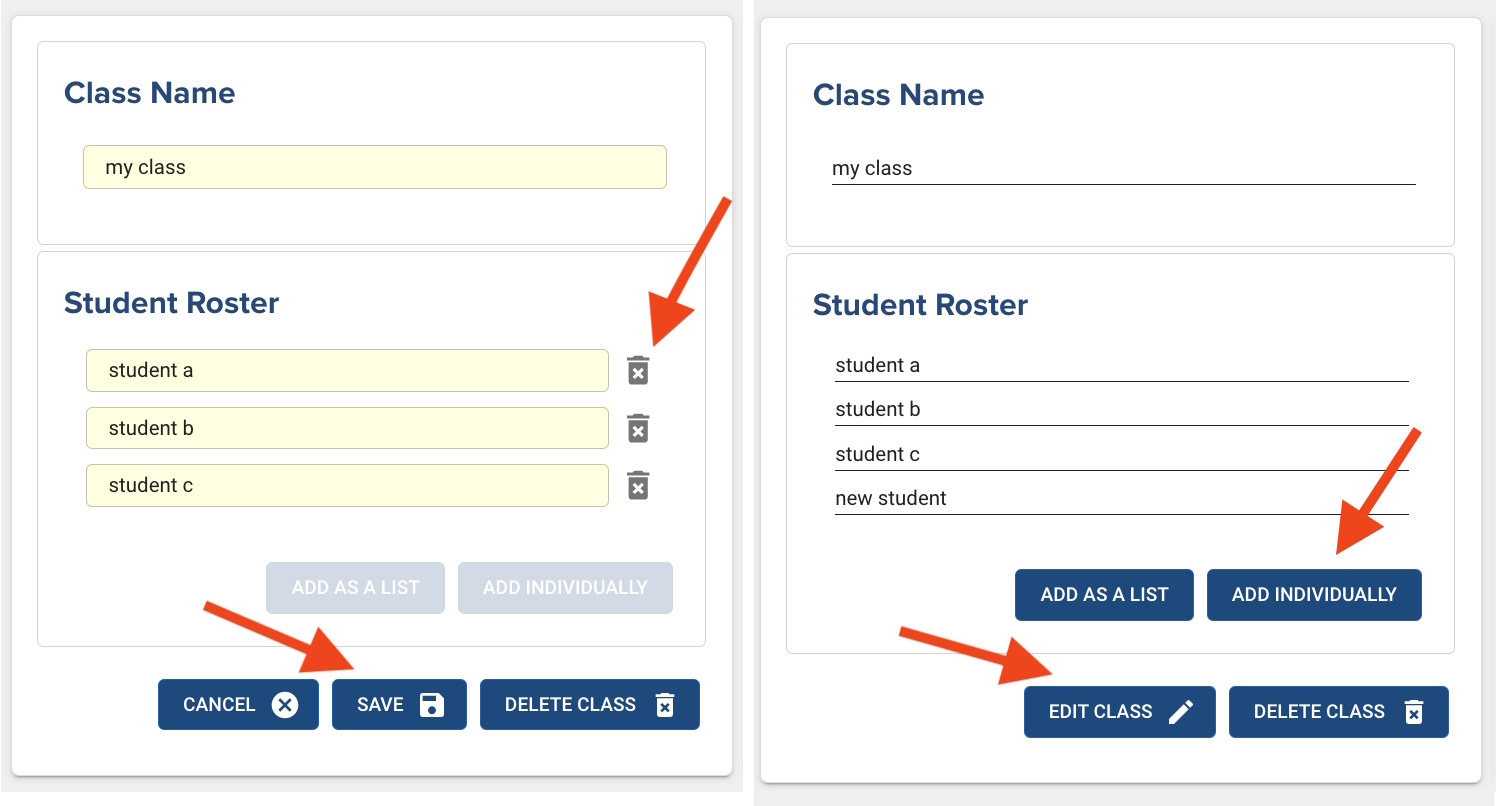 Class Name
my class
Student Roster
student a
student b
student c
ADD AS A LIST ADD INDIVIDUALLY
CANCEL SAVE DELETE CLASS
Class Name
my class
Student Roster
student a
student b
student c
new student
ADD AS A LIST ADD INDIVIDUALLY
EDIT CLASS DELETE CLASS